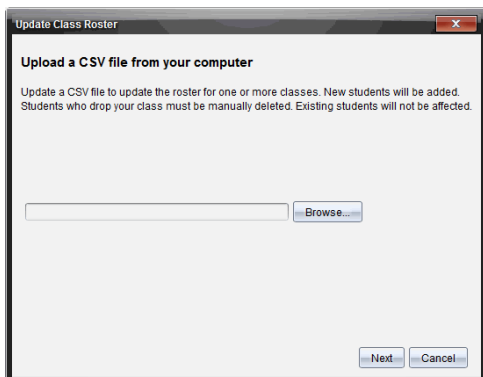 Update Class Roster
Upload a CSV file from your computer
Update a CSV file to update the roster for one or more classes. New students will be added.
Students who drop your class must be manually deleted. Existing students will not be affected.
Browse...
Next Cancel